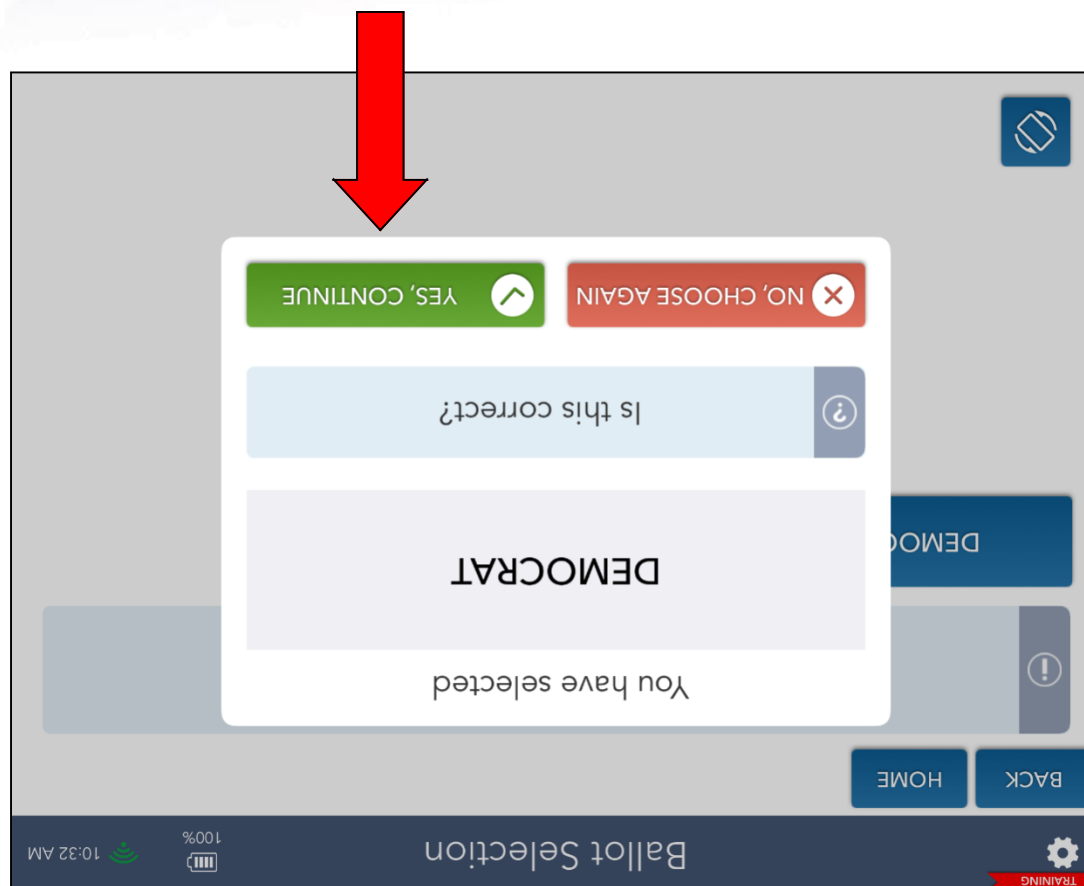 TRAINING
Ballot Selection
100%
10:32 AM
BACK
HOME
You have selected
DEMOCRAT
DEMOC
Is this correct?
NO, CHOOSE AGAIN
YES, CONTINUE